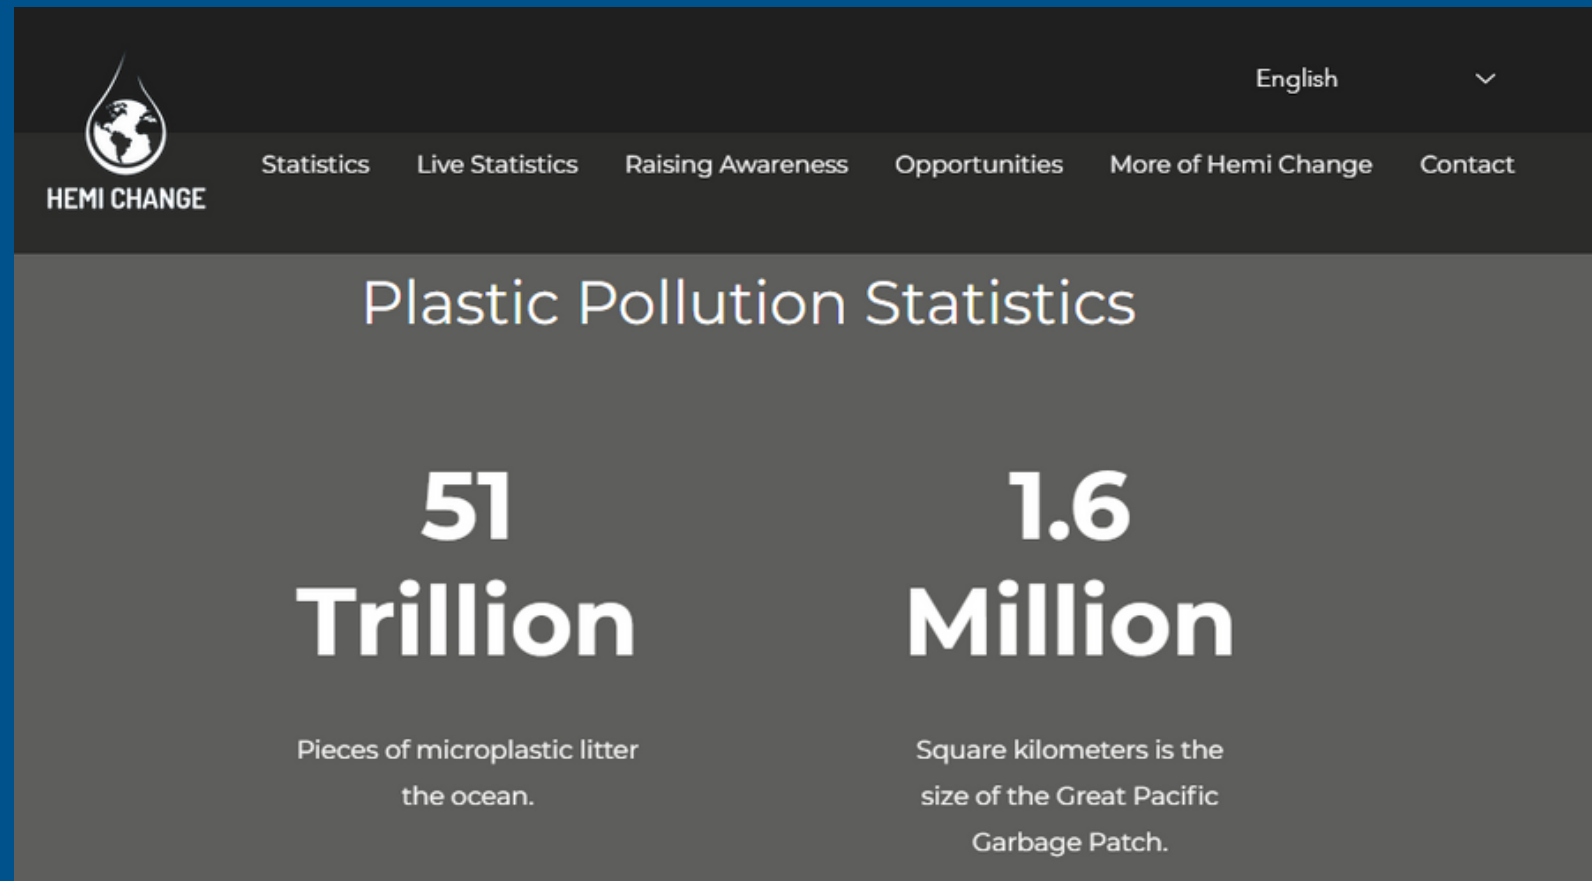 English
HEMI CHANGE
Statistics Live Statistics Raising Awareness Opportunities More of Hemi Change Contact
Plastic Pollution Statistics
51
Trillion
Pieces of microplastic litter
the ocean.
1.6
Million
Square kilometers is the
size of the Great Pacific
Garbage Patch.